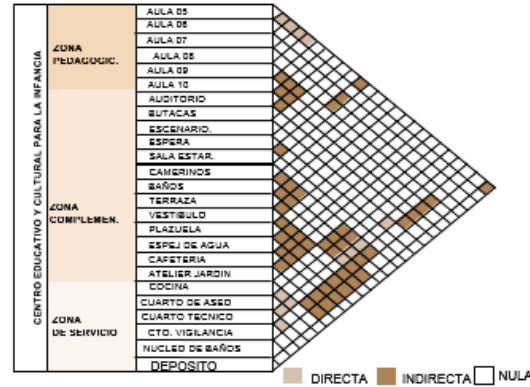 CENTRO EDUCATIVO Y CULTURAL PARA LA INFANCIA
ZONA
PEDAGOGIC.
AULA 05
AULA 06
AULA 07
AULA 08
AULA 09
AULA 10
ZONA
COMPLEMEN.
AUDITORIO
BUTACAS
ESCENARIO.
ESPERA
SALA ESTAR.
CAMERINOS
BAÑOS
TERRAZA
VESTIBULO
PLAZUELA
ESPEJ DE AGUA
CAFETERIA
ATELIER JARDIN
ZONA
DE SERVICIO
COCINA
CUARTO DE ASEO
CUARTO TECNICO
CTO. VIGILANCIA
NUCLEO DE BAÑOS
DEPOSITO
DIRECTA
INDIRECTA
NULA